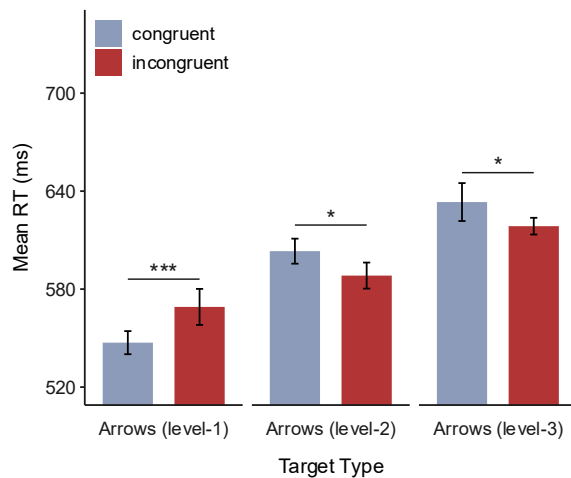 congruent
incongruent
Mean RT (ms)
700
640
580
520
***
*
*
Arrows (level-1)
Arrows (level-2)
Arrows (level-3)
Target Type